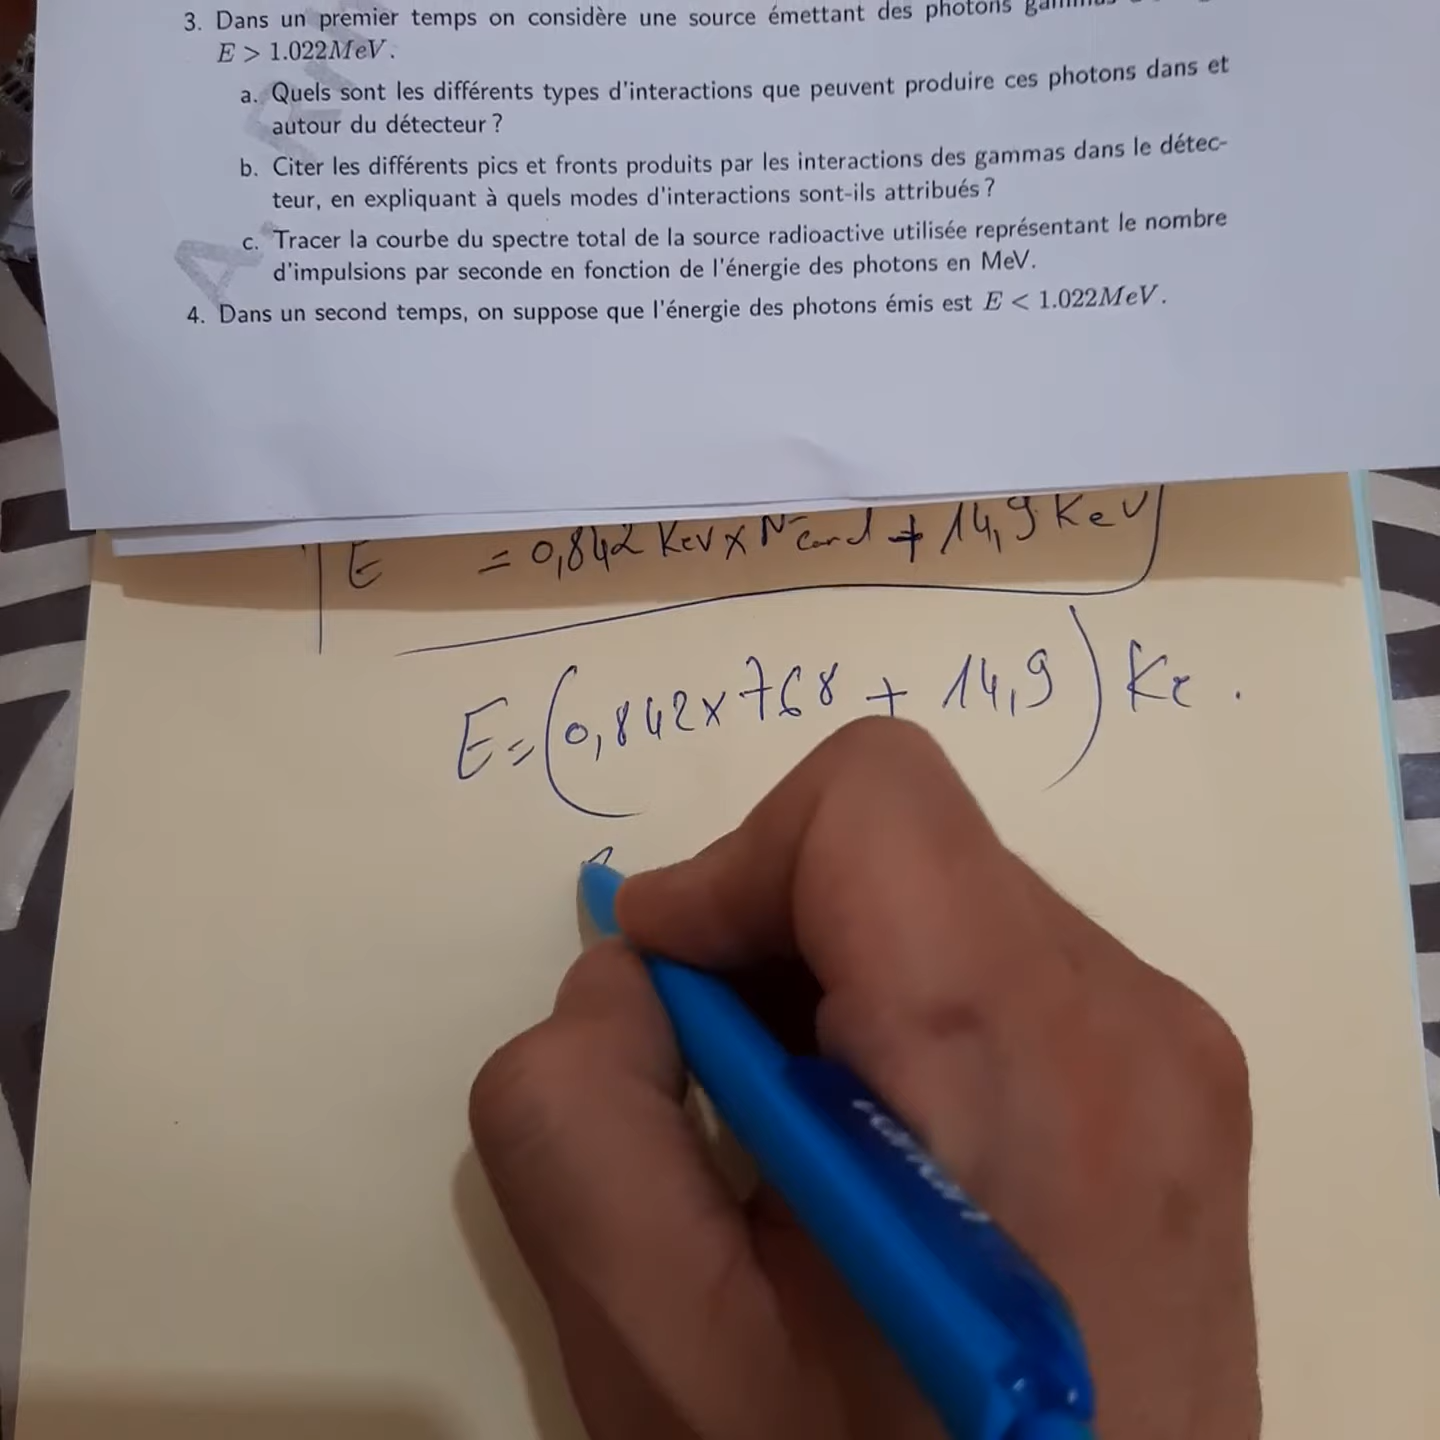 3. Dans un premier temps on considère une source émettant des photons
E > 1.022MeV.
a. Quels sont les différents types d'interactions que peuvent produire ces photons dans et
autour du détecteur ?
b. Citer les différents pics et fronts produits par les interactions des gammas dans le détec-
teur, en expliquant à quels modes d'interactions sont-ils attribués ?
c. Tracer la courbe du spectre total de la source radioactive utilisée représentant le nombre
d'impulsions par seconde en fonction de l'énergie des photons en MeV.
4. Dans un second temps, on suppose que l'énergie des photons émis est E < 1.022MeV.
E = 0,842 KeV x + 14,9 KeV
E = (0,842 x 768 + 14,9) Ke .